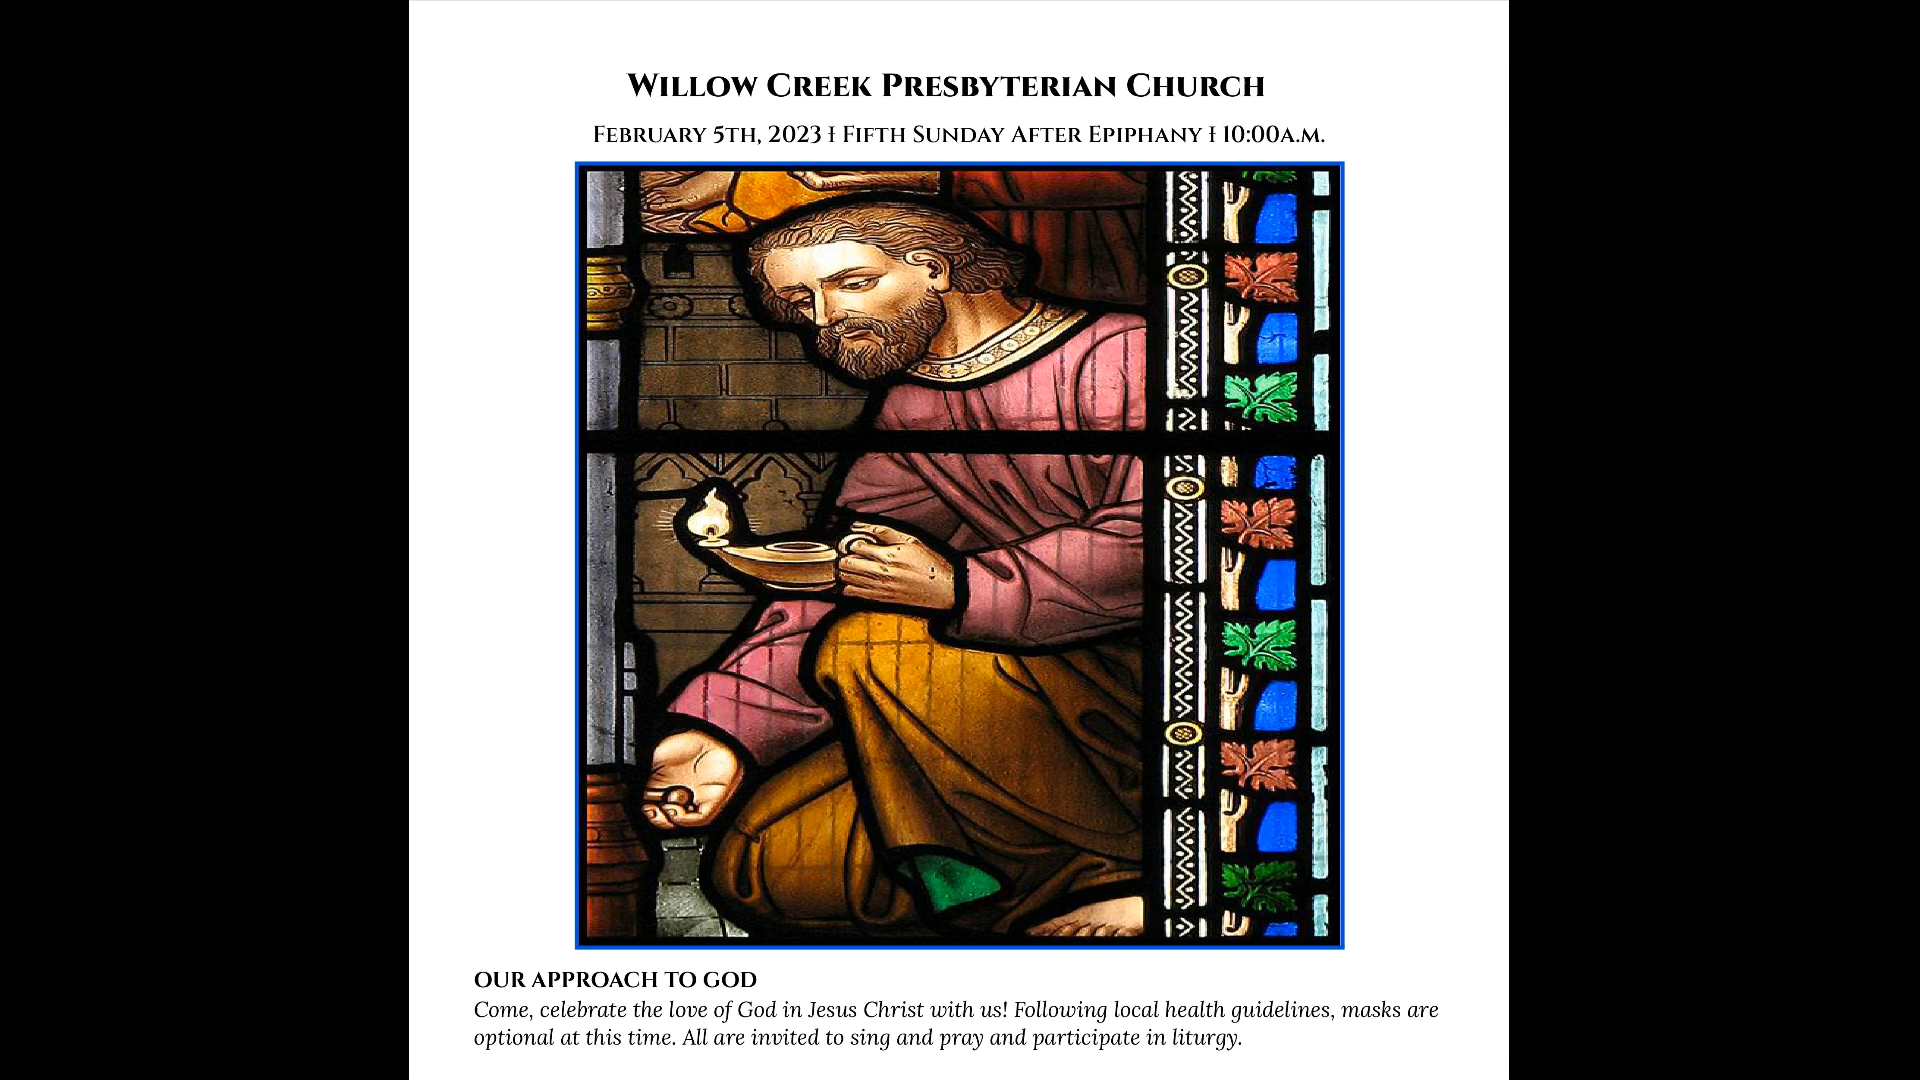 Willow Creek Presbyterian Church
February 5th, 2023 ƚ Fifth Sunday After Epiphany ƚ 10:00a.m.
OUR APPROACH TO GOD
Come, celebrate the love of God in Jesus Christ with us! Following local health guidelines, masks are
optional at this time. All are invited to sing and pray and participate in liturgy.